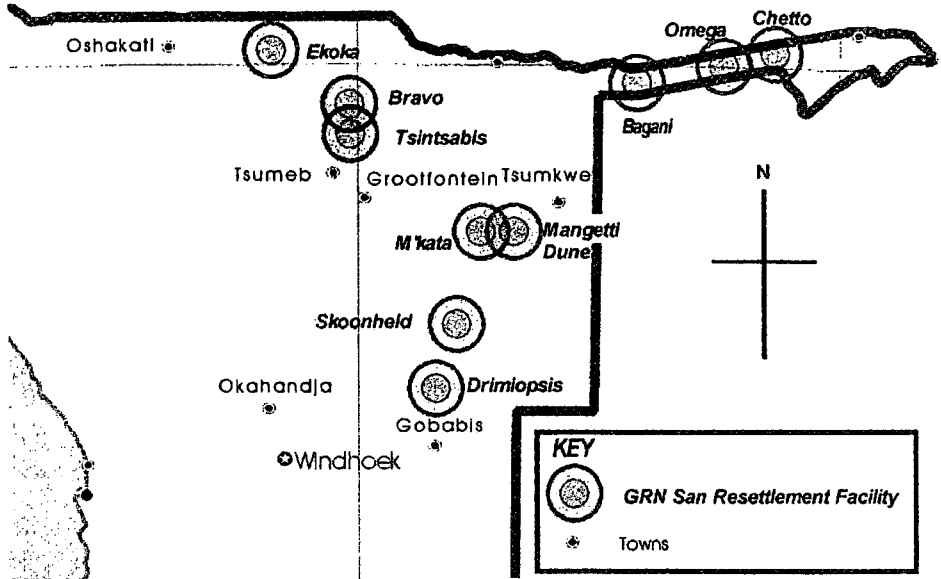 Chetto
Omega
Oshakati
Ekoka
Bravo
Bagani
Tsintsabis
Tsumeb
Grootfontein
Tsumkwe
N
M'kata
Mangetti
Dune
Skoonheid
Okahandja
Drimiopsis
Gobabis
Windhoek
KEY
GRN San Resettlement Facility
Towns